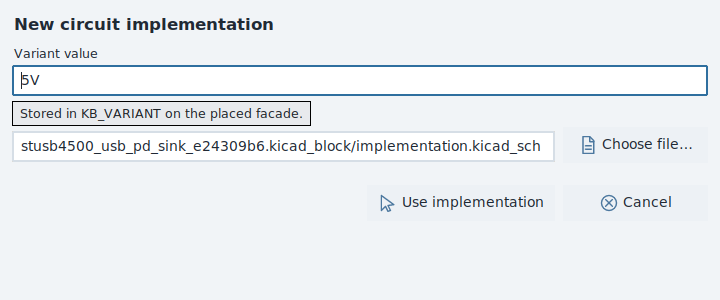 New circuit implementation
Variant value
5V
Stored in KB_VARIANT on the placed facade.
stusb4500_usb_pd_sink_e24309b6.kicad_block/implementation.kicad_sch
Choose file...
Use implementation
Cancel